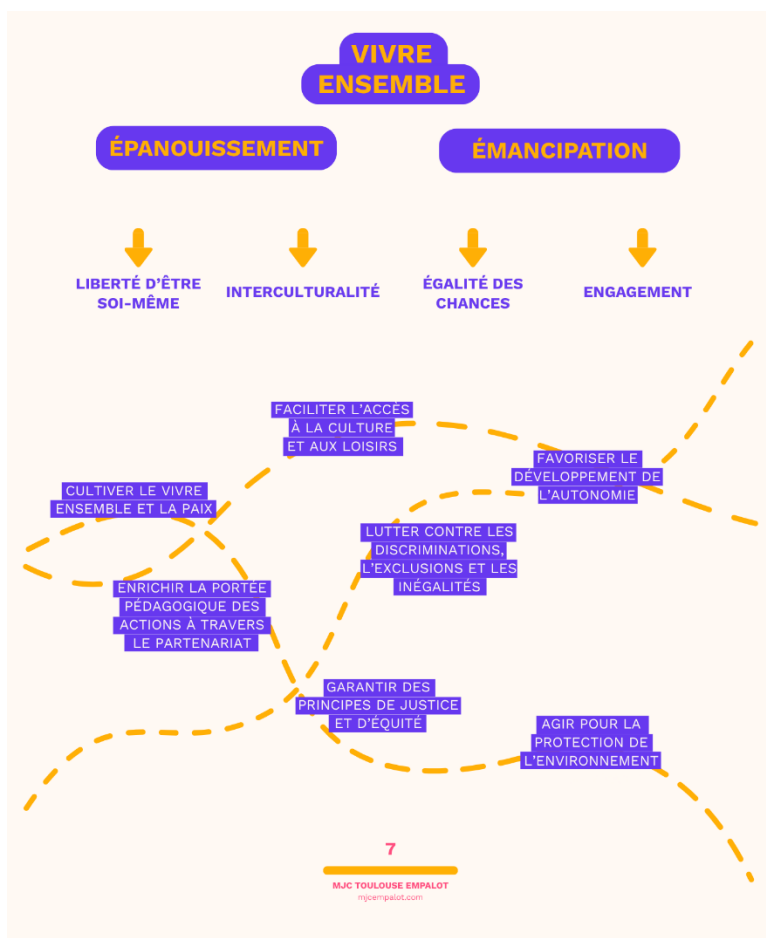 VIVRE
ENSEMBLE
ÉPANOUISSEMENT
ÉMANCIPATION
LIBERTÉ D'ÊTRE
SOI-MÊME
INTERCULTURALITÉ
ÉGALITÉ DES
CHANCES
ENGAGEMENT
FACILITER L'ACCÉS
À LA CULTURE
ET AUX LOISIRS
FAVORISER LE
DÉVELOPPEMENT DE
L'AUTONOMIE
CULTIVER LE VIVRE
ENSEMBLE ET LA PAIX
LUTTER CONTRE LES
DISCRIMINATIONS,
L'EXCLUSIONS ET LES
INÉGALITÉS
ENRICHIR LA PORTÉE
PÉDAGOGIQUE DES
ACTIONS À TRAVERS
LE PARTENARIAT
GARANTIR DES
PRINCIPES DE JUSTICE
ET D'ÉQUITÉ
AGIR POUR LA
PROTECTION DE
L'ENVIRONNEMENT
7
MJC TOULOUSE EMPALOT
mjcempalot.com